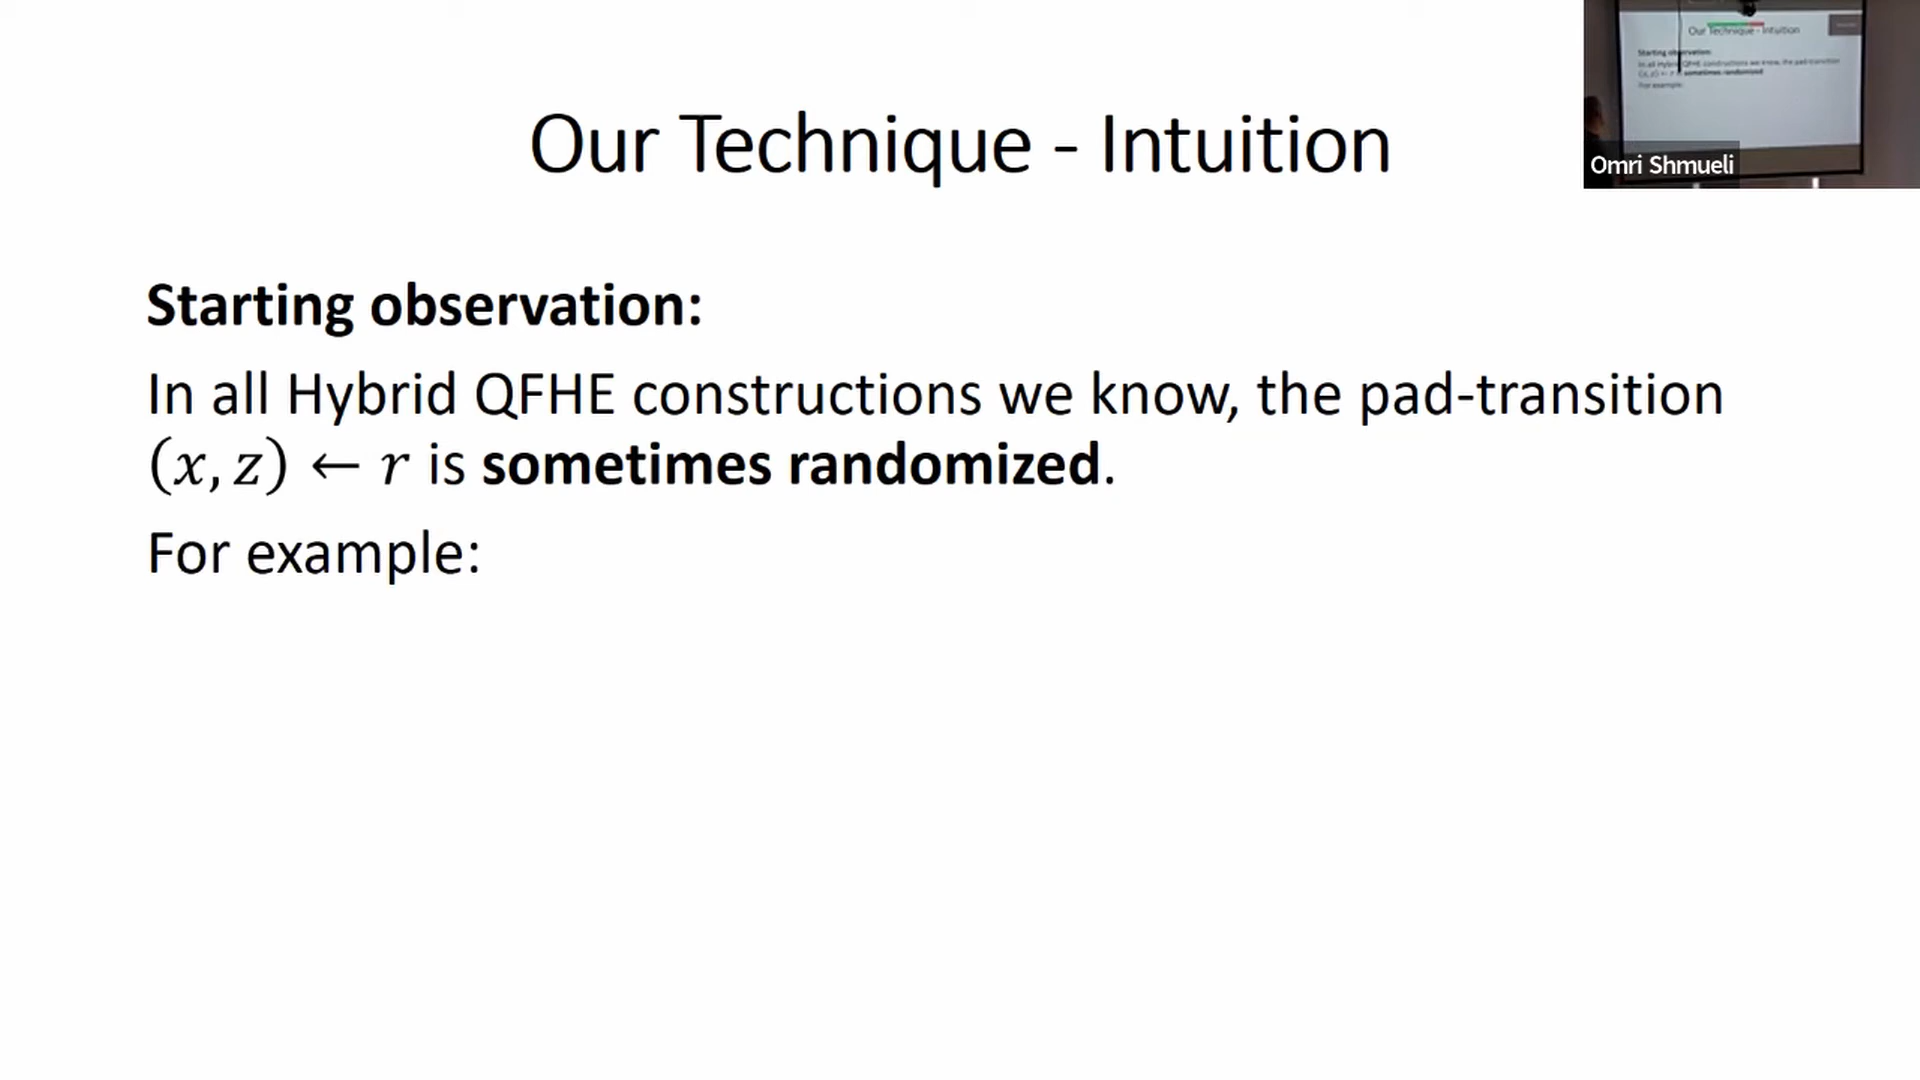 Our Technique - Intuition
Omri Shmueli
Starting observation:
In all Hybrid QFHE constructions we know, the pad-transition
(x, z) ← r is sometimes randomized.
For example: